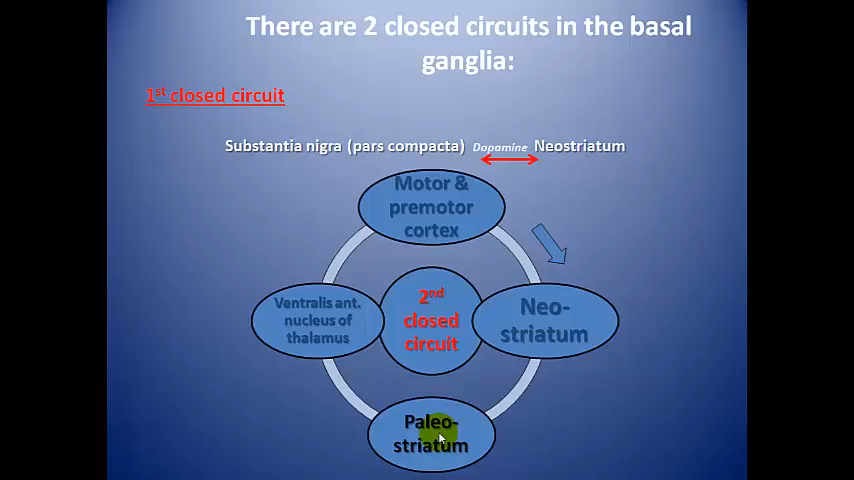 There are 2 closed circuits in the basal
ganglia:
1st closed circuit
Substantia nigra (pars compacta) Dopamine Neostriatum
Motor &
premotor
cortex
Ventralis ant.
nucleus of
thalamus
2nd
closed
circuit
Neo-
striatum
Paleo-
striatum